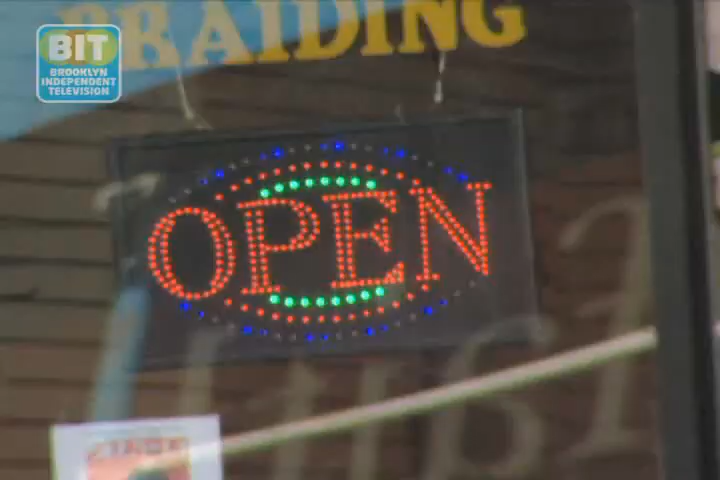 BRAIDING
BIT
BROOKLYN
INDEPENDENT
TELEVISION
OPEN